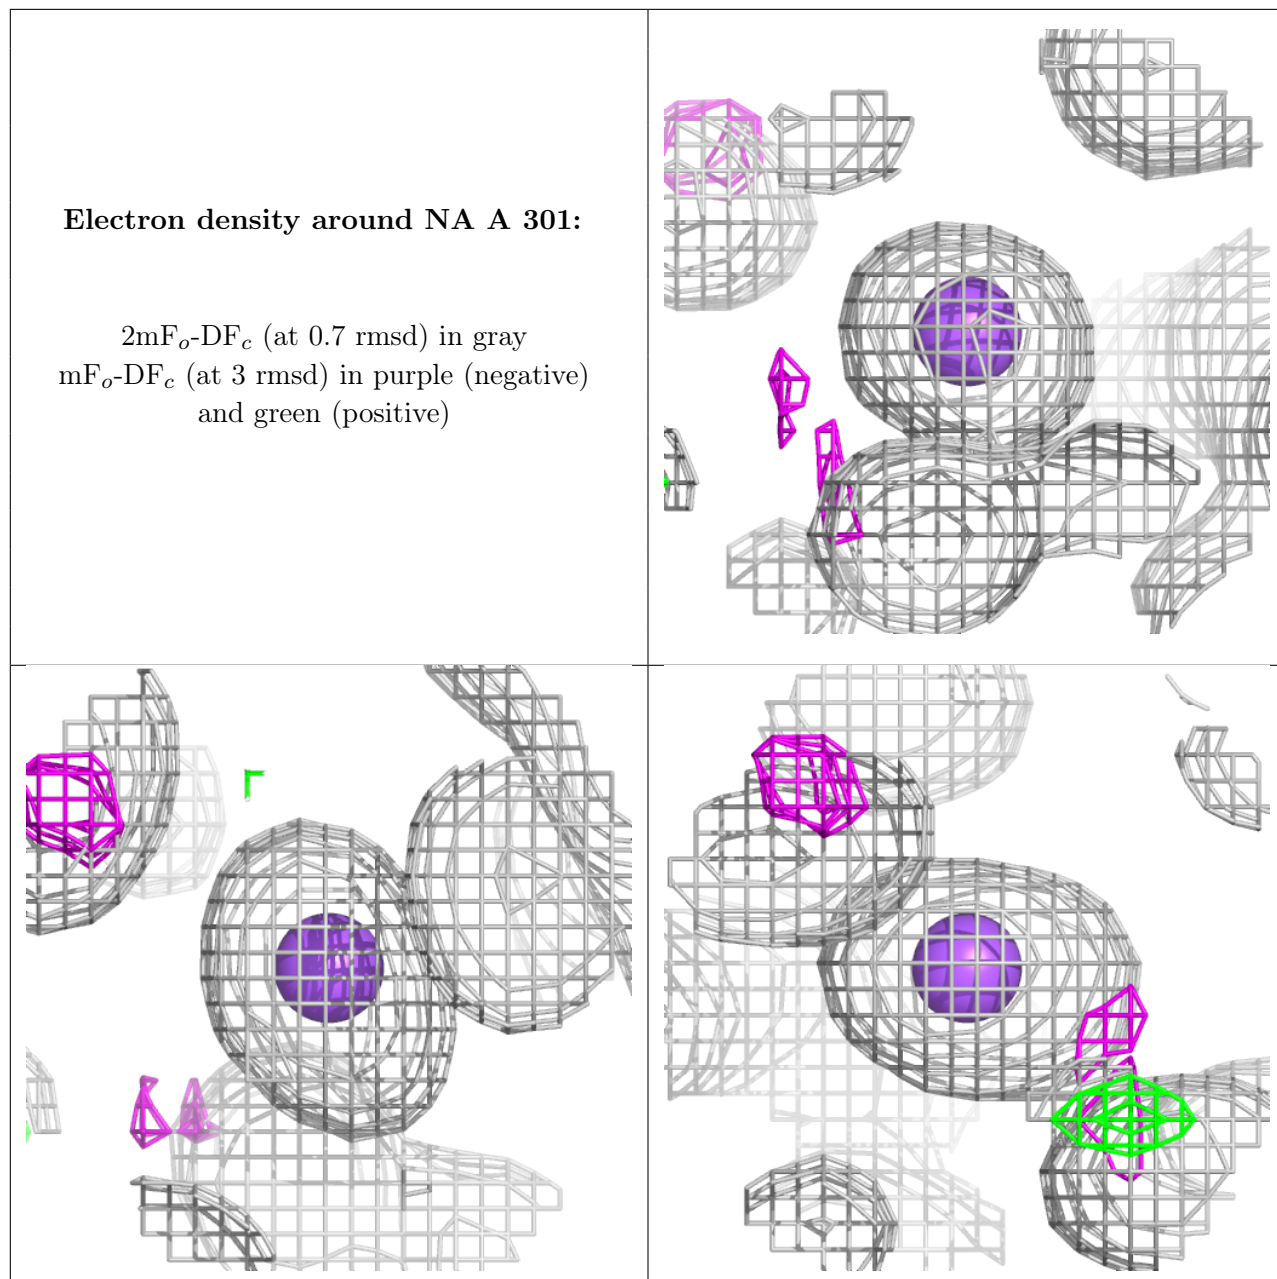 Electron density around NA A 301:
2mFₒ-DF𝒸 (at 0.7 rmsd) in gray
mFₒ-DF𝒸 (at 3 rmsd) in purple (negative)
and green (positive)